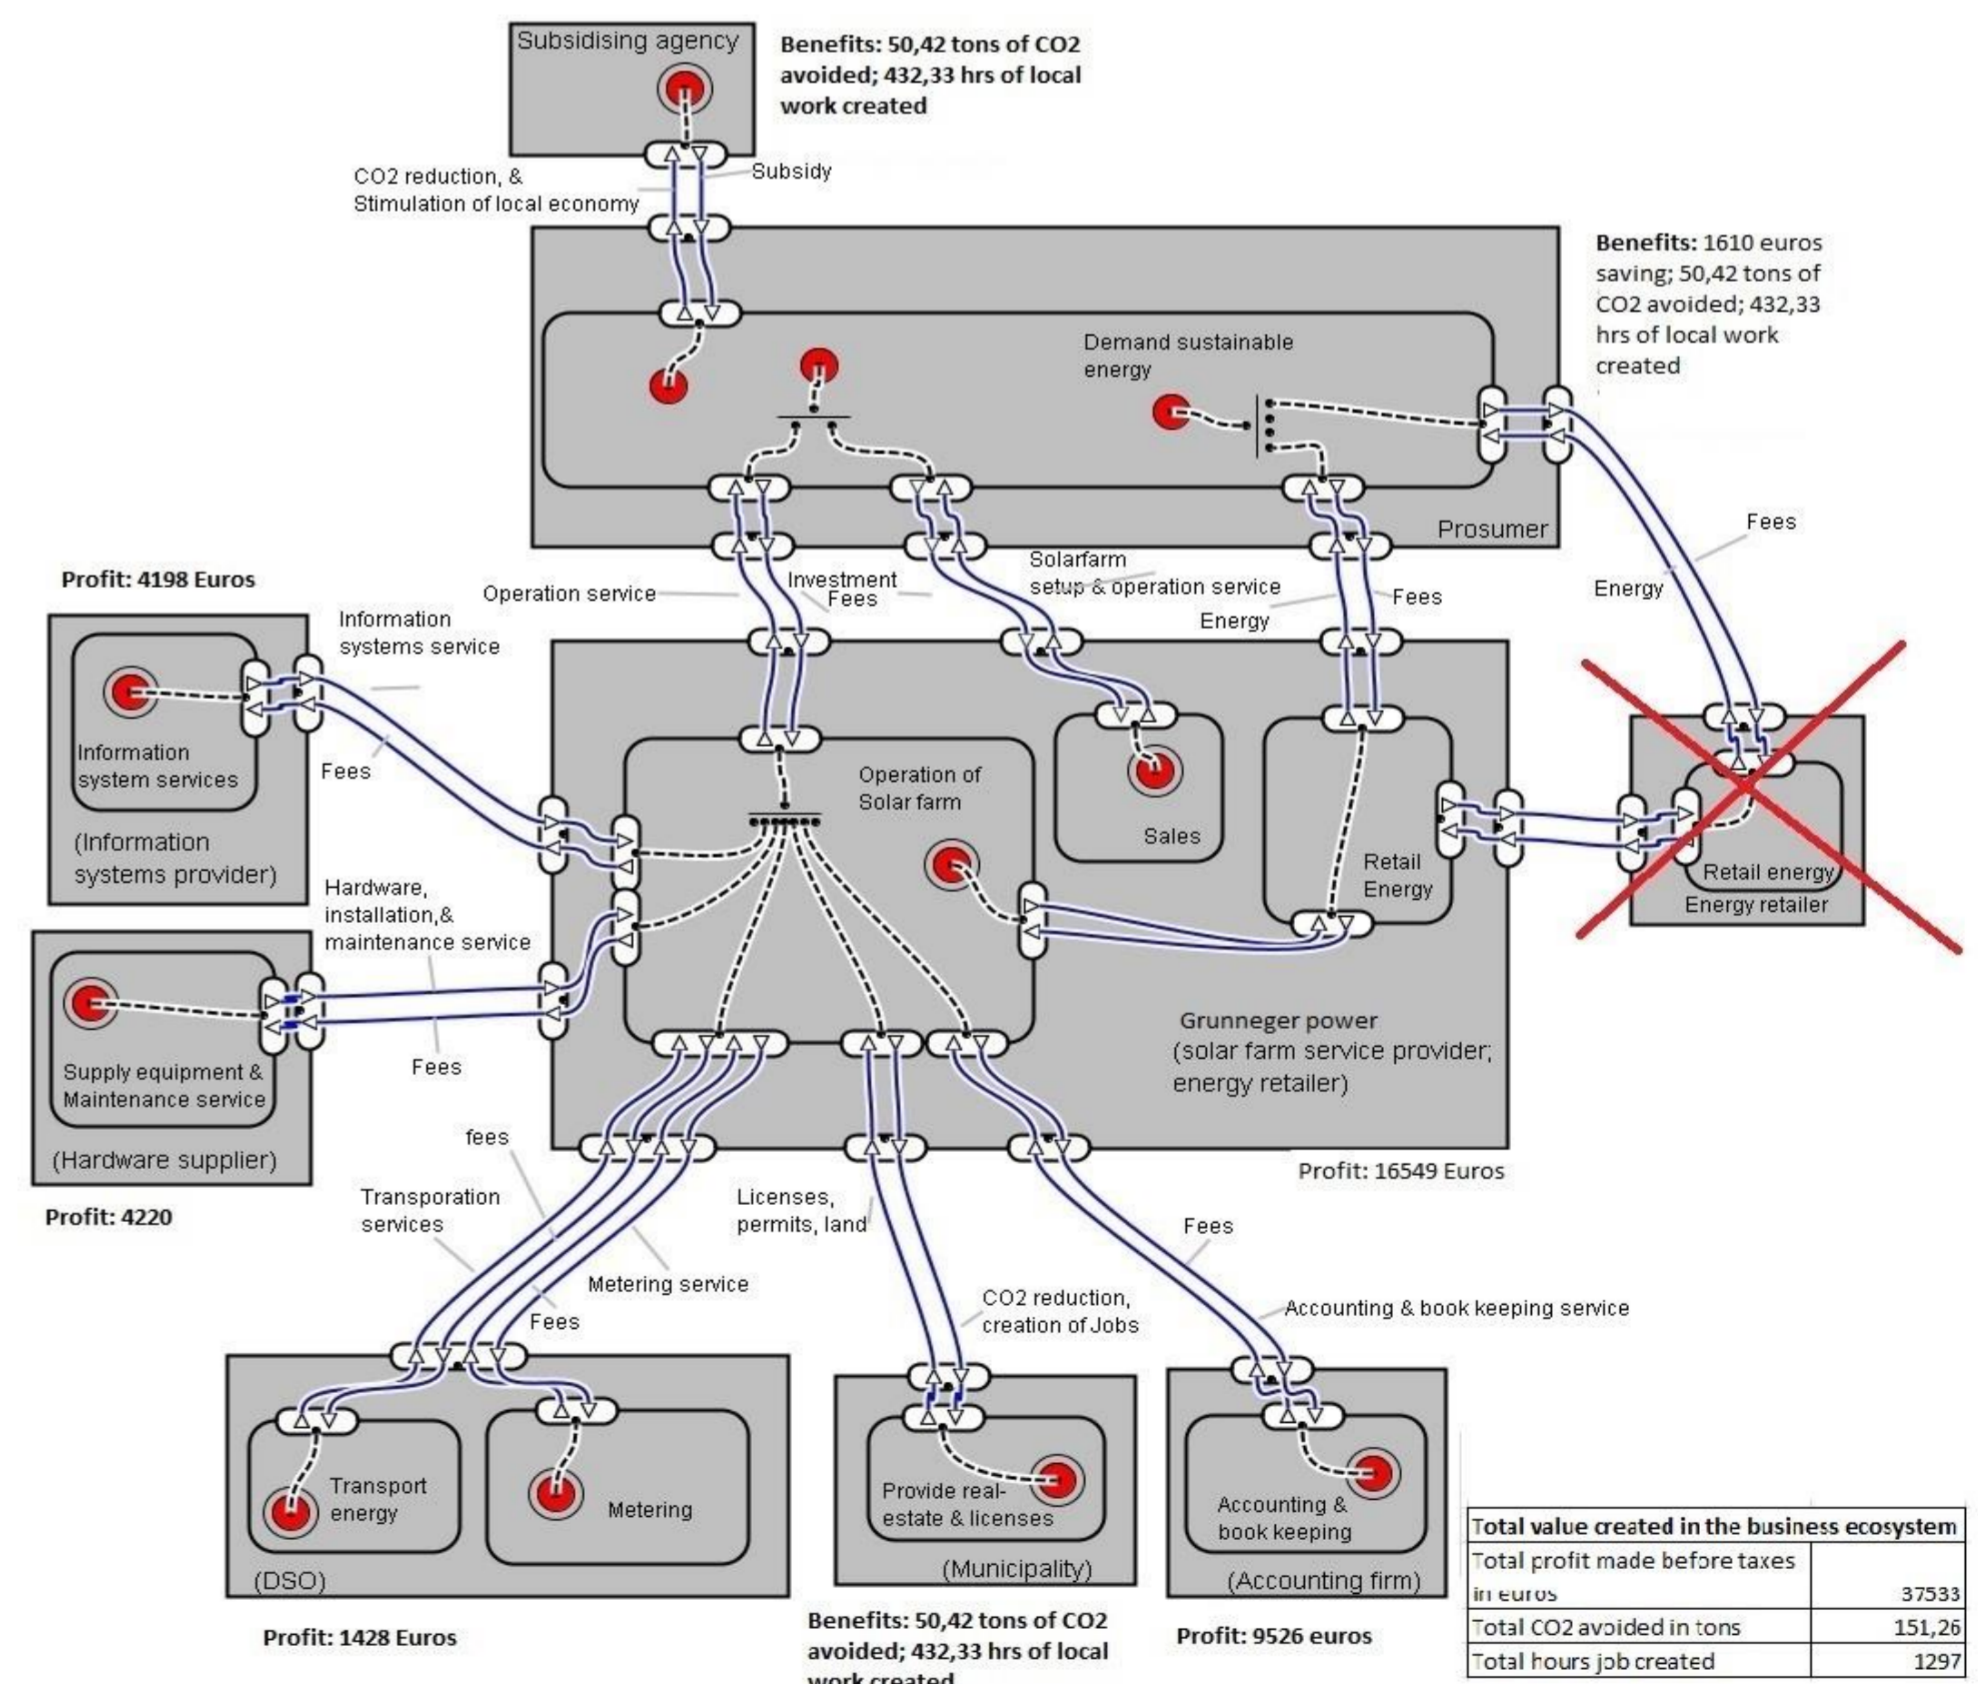 Subsidising agency
Benefits: 50,42 tons of CO2
avoided; 432,33 hrs of local
work created
CO2 reduction, &
Stimulation of local economy
Subsidy
Benefits: 1610 euros
saving; 50,42 tons of
CO2 avoided; 432,33
hrs of local work
created
Demand sustainable
energy
Prosumer
Fees
Energy
Operation service
Investment
Fees
Solarfarm
setup & operation service
Energy
Fees
Profit: 4198 Euros
Information
systems service
Fees
Information
system services
(Information
systems provider)
Operation of
Solar farm
Sales
Retail
Energy
Retail energy
Energy retailer
Hardware,
installation,&
maintenance service
Fees
Supply equipment &
Maintenance service
(Hardware supplier)
Profit: 4220
Grunneger power
(solar farm service provider;
energy retailer)
Profit: 16549 Euros
fees
Transporation
services
Metering service
Fees
Licenses,
permits, land
CO2 reduction,
creation of Jobs
Fees
Accounting & book keeping service
Transport
energy
Metering
(DSO)
Profit: 1428 Euros
Provide real-
estate & licenses
(Municipality)
Benefits: 50,42 tons of CO2
avoided; 432,33 hrs of local
work created
Accounting &
book keeping
(Accounting firm)
Profit: 9526 euros
Total value created in the business ecosystem
Total profit made before taxes
in euros 37533
Total CO2 avoided in tons 151,26
Total hours job created 1297